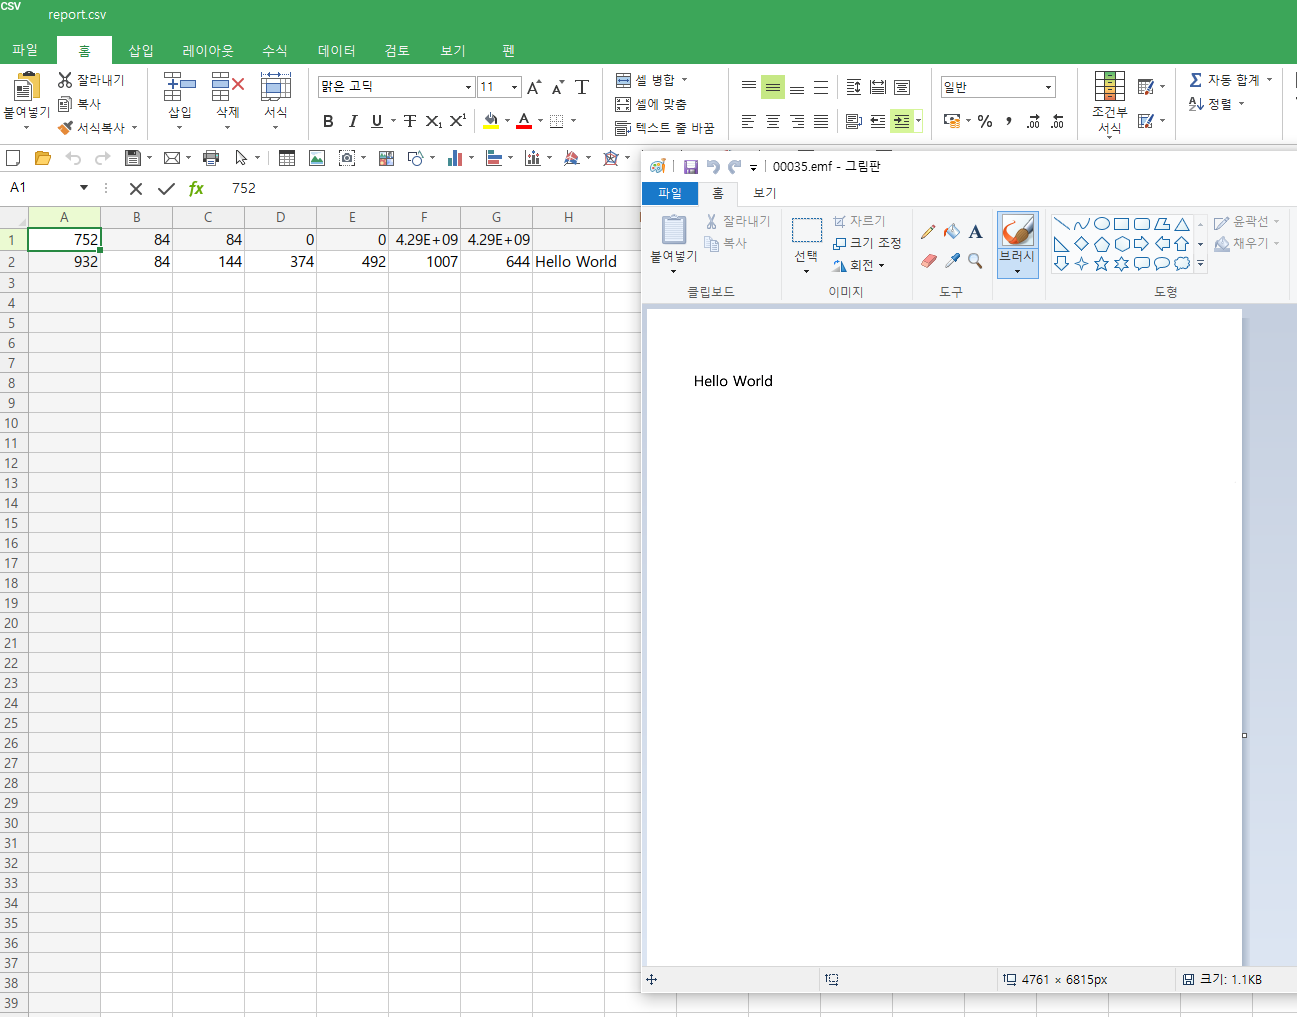 CSV
report.csv
파일 홈 삽입 레이아웃 수식 데이터 검토 보기 펜
붙여넣기 잘라내기 복사 서식복사
삽입 삭제 서식
맑은 고딕 11
셀 병합
셀에 맞춤
텍스트 줄 바꿈
일반
조건부 서식
자동 합계
정렬
A1 fx 752
A B C D E F G H
1 752 84 84 0 0 4.29E+09 4.29E+09
2 932 84 144 374 492 1007 644 Hello World
3
4
5
6
7
8
9
10
11
12
13
14
15
16
17
18
19
20
21
22
23
24
25
26
27
28
29
30
31
32
33
34
35
36
37
38
39
00035.emf - 그림판
파일 홈 보기
붙여넣기 잘라내기 복사
선택 자르기 크기 조정 회전
브러시
윤곽선
채우기
클립보드 이미지 도구 도형
Hello World
4761 × 6815px 크기: 1.1KB